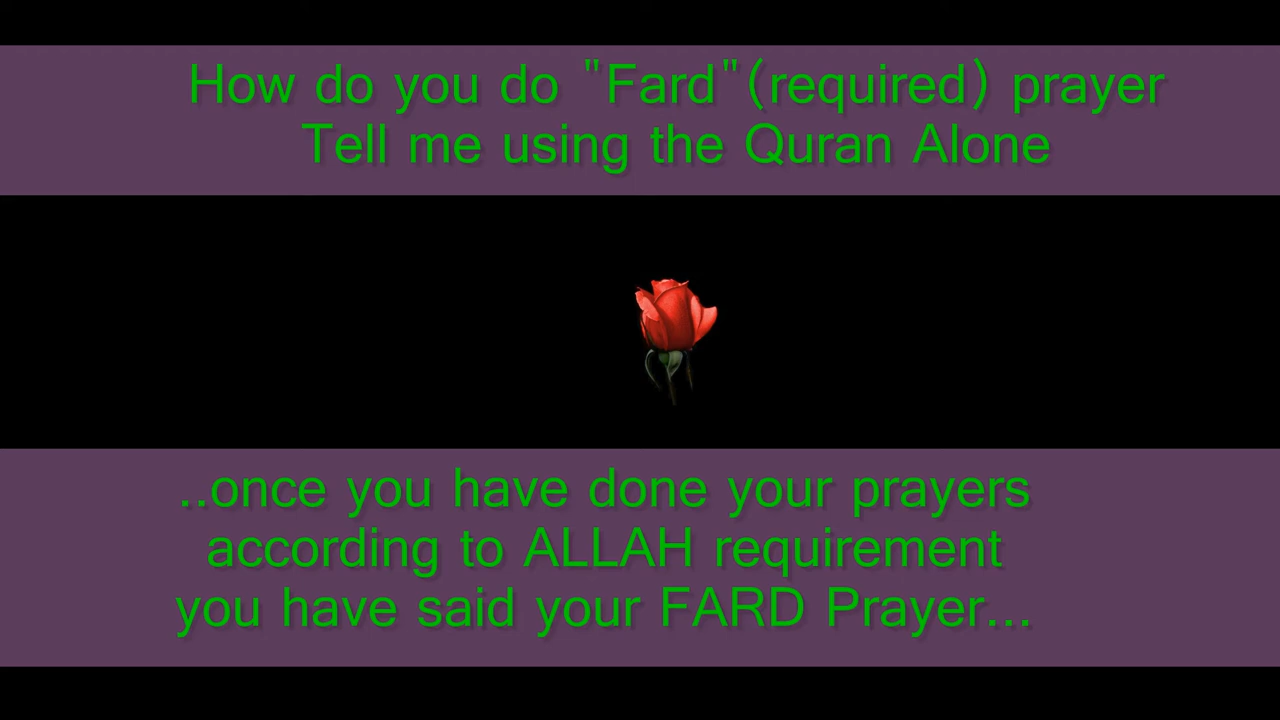 How do you do "Fard"(required) prayer
Tell me using the Quran Alone
..once you have done your prayers
according to ALLAH requirement
you have said your FARD Prayer...